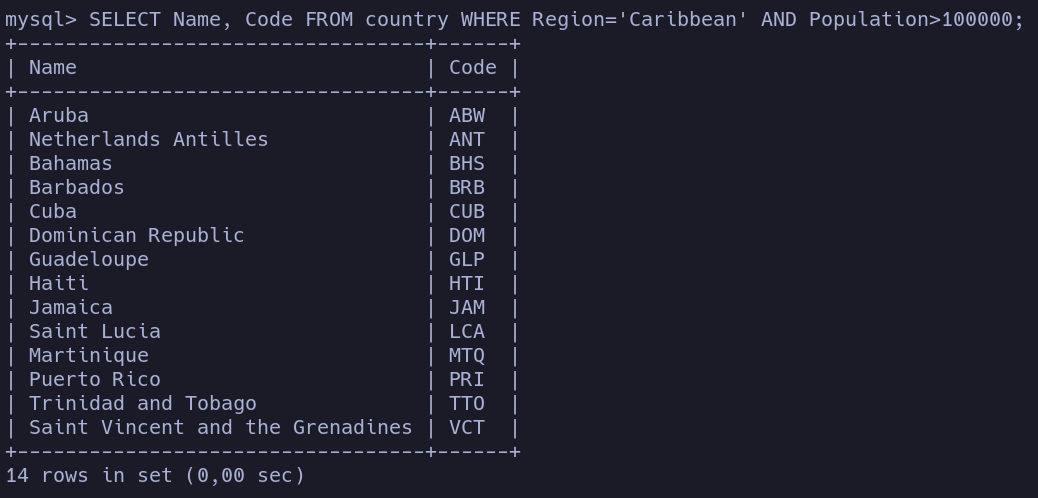 mysql> SELECT Name, Code FROM country WHERE Region='Caribbean' AND Population>100000;
+----------------------------------+------+
| Name                             | Code |
+----------------------------------+------+
| Aruba                            | ABW  |
| Netherlands Antilles             | ANT  |
| Bahamas                          | BHS  |
| Barbados                         | BRB  |
| Cuba                             | CUB  |
| Dominican Republic               | DOM  |
| Guadeloupe                       | GLP  |
| Haiti                            | HTI  |
| Jamaica                          | JAM  |
| Saint Lucia                      | LCA  |
| Martinique                       | MTQ  |
| Puerto Rico                      | PRI  |
| Trinidad and Tobago              | TTO  |
| Saint Vincent and the Grenadines | VCT  |
+----------------------------------+------+
14 rows in set (0,00 sec)